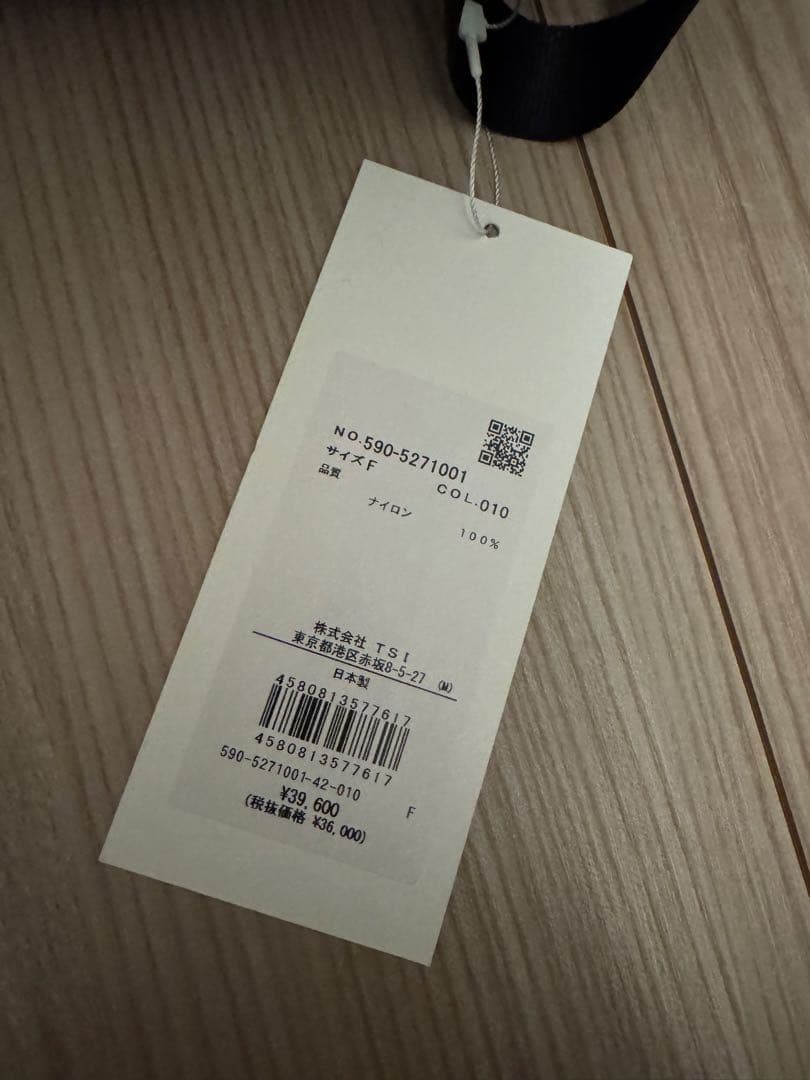 NO.590-5271001
サイズF COL.010
品質
ナイロン 100%
株式会社 TSI
東京都港区赤坂8-5-27 (M)
日本製
4580813577617
4580813577617
590-5271001-42-010
¥39,600 F
(税抜価格 ¥36,000)